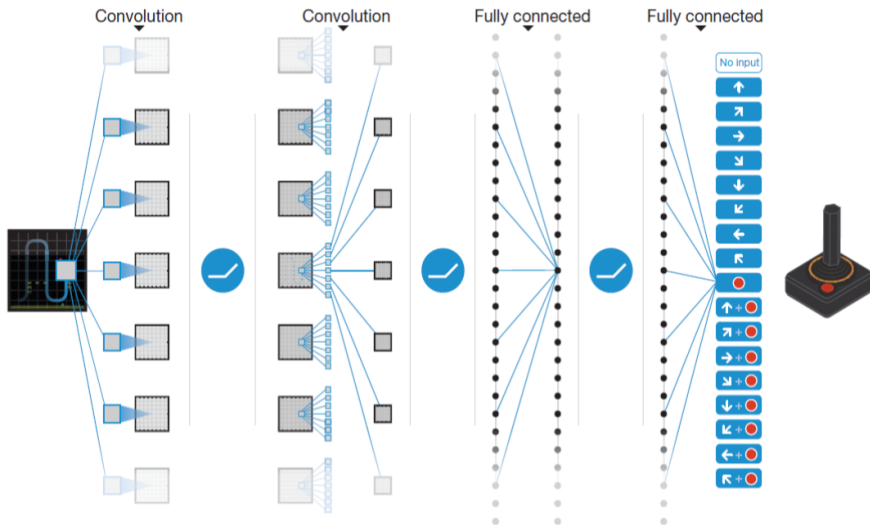 Convolution
Convolution
Fully connected
Fully connected
No input
+
+
+
+
+
+
+
+